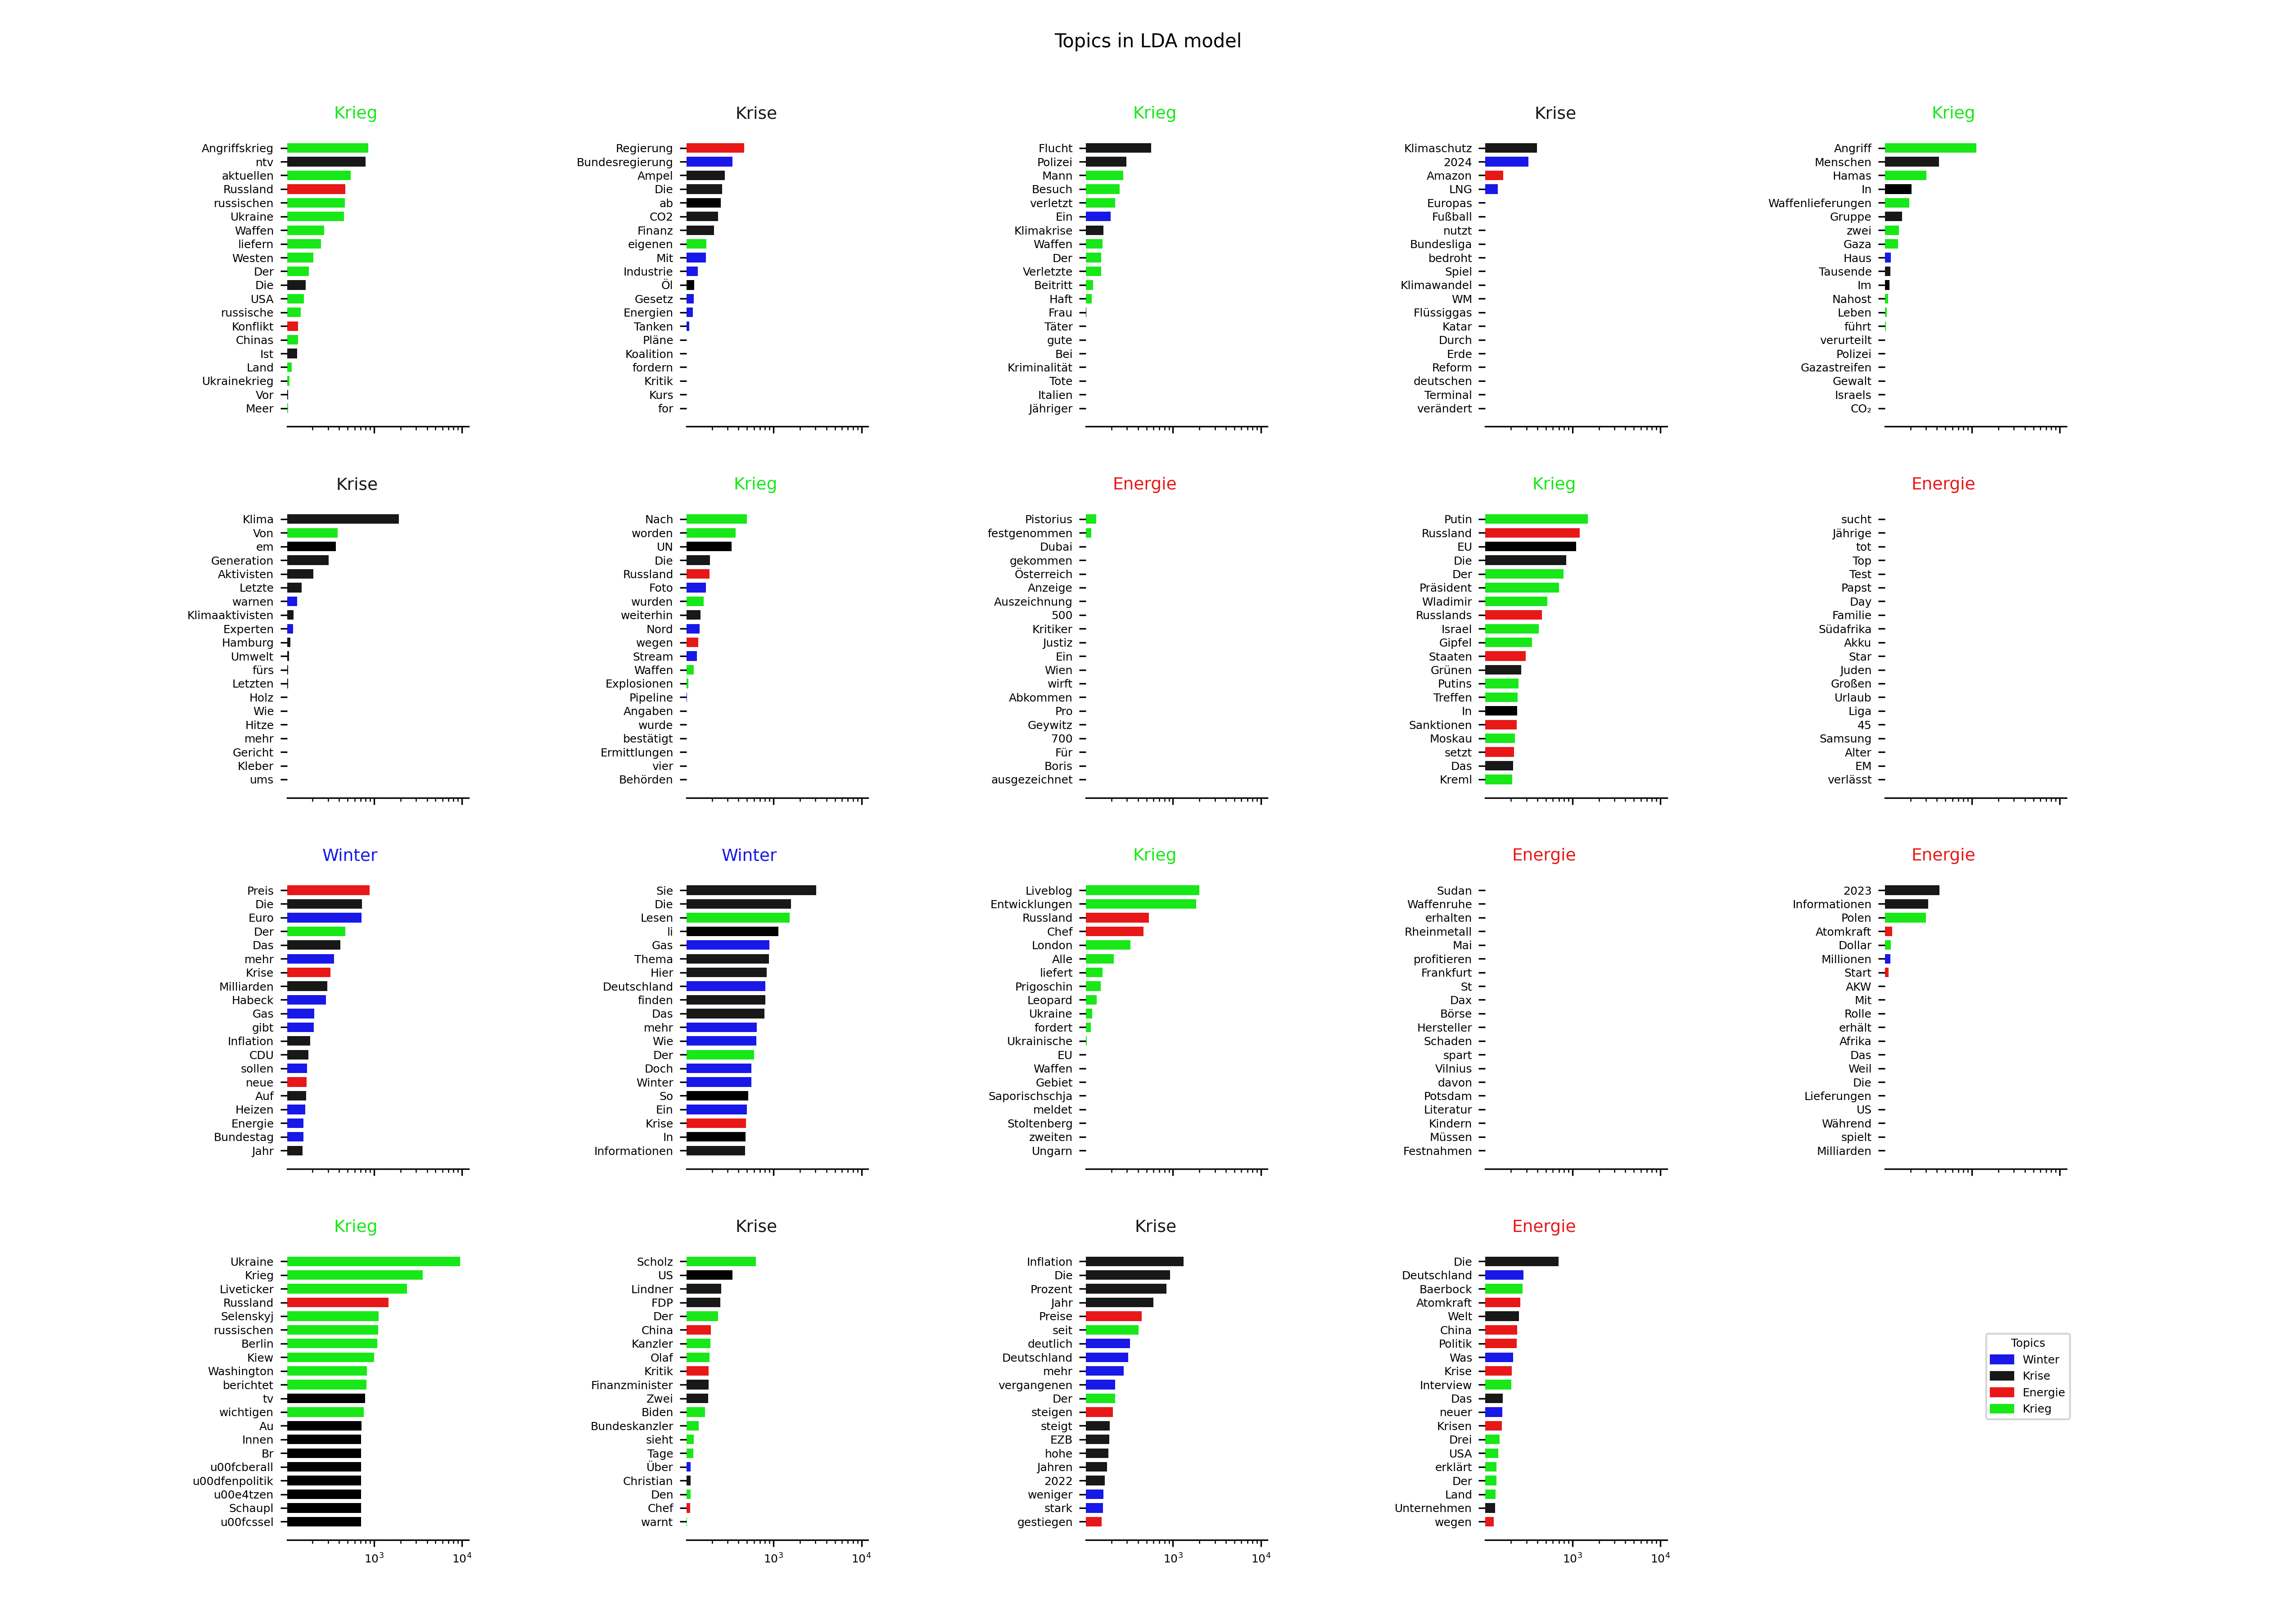 Topics in LDA model
Krieg
Angriffskrieg
ntv
aktuellen
Russland
russischen
Ukraine
Waffen
liefern
Westen
Der
Die
USA
russische
Konflikt
Chinas
Ist
Land
Ukrainekrieg
Vor
Meer
Krise
Regierung
Bundesregierung
Ampel
Die
ab
CO2
Finanz
eigenen
Mit
Industrie
Öl
Gesetz
Energien
Tanken
Pläne
Koalition
fordern
Kritik
Kurs
for
Krieg
Flucht
Polizei
Mann
Besuch
verletzt
Ein
Klimakrise
Waffen
Der
Verletzte
Beitritt
Haft
Frau
Täter
gute
Bei
Kriminalität
Tote
Italien
Jähriger
Krise
Klimaschutz
2024
Amazon
LNG
Europas
Fußball
nutzt
Bundesliga
bedroht
Spiel
Klimawandel
WM
Flüssiggas
Katar
Durch
Erde
Reform
deutschen
Terminal
verändert
Krieg
Angriff
Menschen
Hamas
In
Waffenlieferungen
Gruppe
zwei
Gaza
Haus
Tausende
Im
Nahost
Leben
führt
verurteilt
Polizei
Gazastreifen
Gewalt
Israels
CO₂
Krise
Klima
Von
em
Generation
Aktivisten
Letzte
warnen
Klimaaktivisten
Experten
Hamburg
Umwelt
fürs
Letzten
Holz
Wie
Hitze
mehr
Gericht
Kleber
ums
Krieg
Nach
worden
UN
Die
Russland
Foto
wurden
weiterhin
Nord
wegen
Stream
Waffen
Explosionen
Pipeline
Angaben
wurde
bestätigt
Ermittlungen
vier
Behörden
Energie
Pistorius
festgenommen
Dubai
gekommen
Österreich
Anzeige
Auszeichnung
500
Kritiker
Justiz
Ein
Wien
wirft
Abkommen
Pro
Geywitz
700
Für
Boris
ausgezeichnet
Krieg
Putin
Russland
EU
Die
Der
Präsident
Wladimir
Russlands
Israel
Gipfel
Staaten
Grünen
Putins
Treffen
In
Sanktionen
Moskau
setzt
Das
Kreml
Energie
sucht
Jährige
tot
Top
Test
Papst
Day
Familie
Südafrika
Akku
Star
Juden
Großen
Urlaub
Liga
45
Samsung
Alter
EM
verlässt
Winter
Preis
Die
Euro
Der
Das
mehr
Krise
Milliarden
Habeck
Gas
gibt
Inflation
CDU
sollen
neue
Auf
Heizen
Energie
Bundestag
Jahr
Winter
Sie
Die
Lesen
li
Gas
Thema
Hier
Deutschland
finden
Das
mehr
Wie
Der
Doch
Winter
So
Ein
Krise
In
Informationen
Krieg
Liveblog
Entwicklungen
Russland
Chef
London
Alle
liefert
Prigoschin
Leopard
Ukraine
fordert
Ukrainische
EU
Waffen
Gebiet
Saporischschja
meldet
Stoltenberg
zweiten
Ungarn
Energie
Sudan
Waffenruhe
erhalten
Rheinmetall
Mai
profitieren
Frankfurt
St
Dax
Börse
Hersteller
Schaden
spart
Vilnius
davon
Potsdam
Literatur
Kindern
Müssen
Festnahmen
Energie
2023
Informationen
Polen
Atomkraft
Dollar
Millionen
Start
AKW
Mit
Rolle
erhält
Afrika
Das
Weil
Die
Lieferungen
US
Während
spielt
Milliarden
Krieg
Ukraine
Krieg
Liveticker
Russland
Selenskyj
russischen
Berlin
Kiew
Washington
berichtet
tv
wichtigen
Au
Innen
Br
u00fcberall
u00dfenpolitik
u00e4tzen
Schaupl
u00fcssel
10³ 10⁴
Krise
Scholz
US
Lindner
FDP
Der
China
Kanzler
Olaf
Kritik
Finanzminister
Zwei
Biden
Bundeskanzler
sieht
Tage
Über
Christian
Den
Chef
warnt
10³ 10⁴
Krise
Inflation
Die
Prozent
Jahr
Preise
seit
deutlich
Deutschland
mehr
vergangenen
Der
steigen
steigt
EZB
hohe
Jahren
2022
weniger
stark
gestiegen
10³ 10⁴
Energie
Die
Deutschland
Baerbock
Atomkraft
Welt
China
Politik
Was
Krise
Interview
Das
neuer
Krisen
Drei
USA
erklärt
Der
Land
Unternehmen
wegen
10³ 10⁴
Topics
Winter
Krise
Energie
Krieg